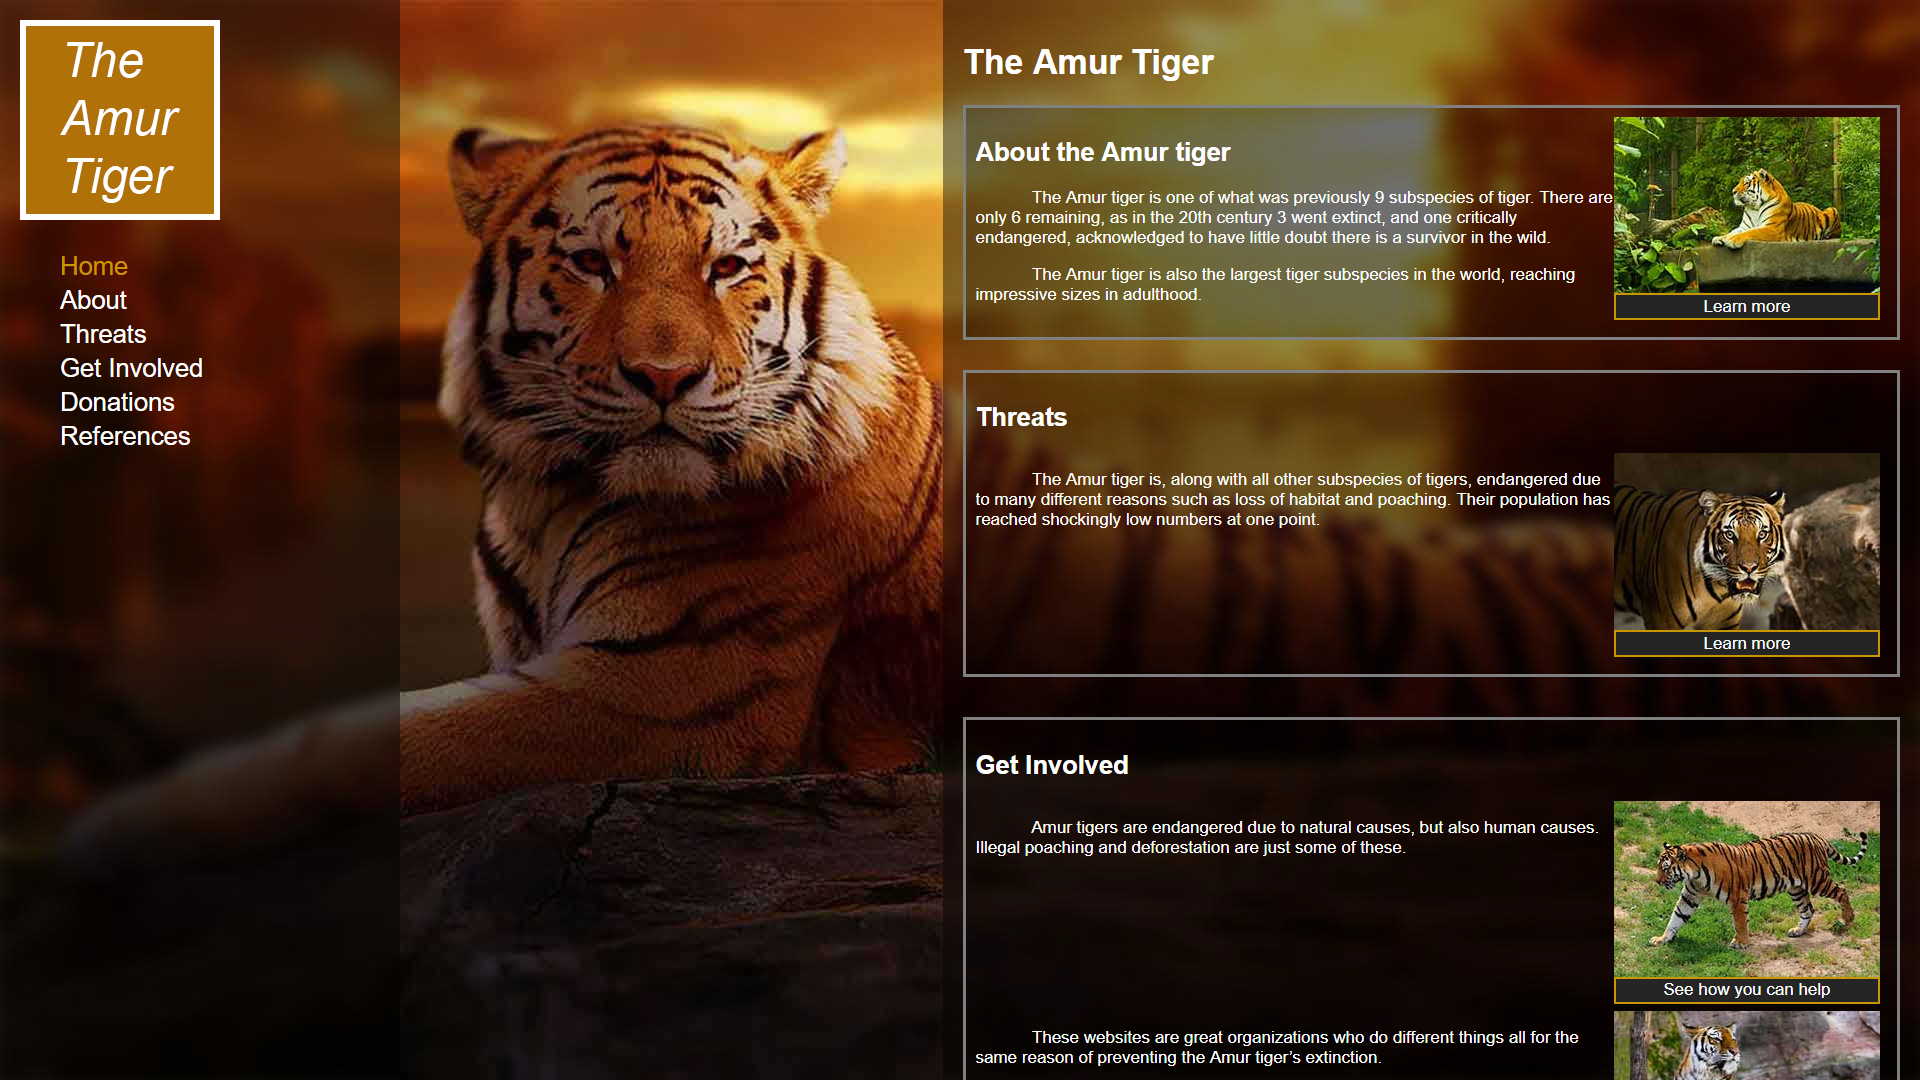 The
Amur
Tiger
Home
About
Threats
Get Involved
Donations
References
The Amur Tiger
About the Amur tiger
The Amur tiger is one of what was previously 9 subspecies of tiger. There are
only 6 remaining, as in the 20th century 3 went extinct, and one critically
endangered, acknowledged to have little doubt there is a survivor in the wild.
The Amur tiger is also the largest tiger subspecies in the world, reaching
impressive sizes in adulthood.
Learn more
Threats
The Amur tiger is, along with all other subspecies of tigers, endangered due
to many different reasons such as loss of habitat and poaching. Their population has
reached shockingly low numbers at one point.
Learn more
Get Involved
Amur tigers are endangered due to natural causes, but also human causes.
Illegal poaching and deforestation are just some of these.
See how you can help
These websites are great organizations who do different things all for the
same reason of preventing the Amur tiger’s extinction.